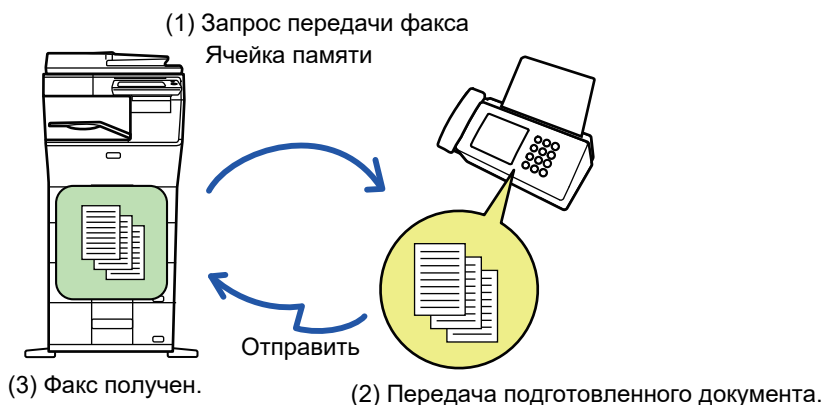 (1) Запрос передачи факса
Ячейка памяти
Отправить
(3) Факс получен.
(2) Передача подготовленного документа.